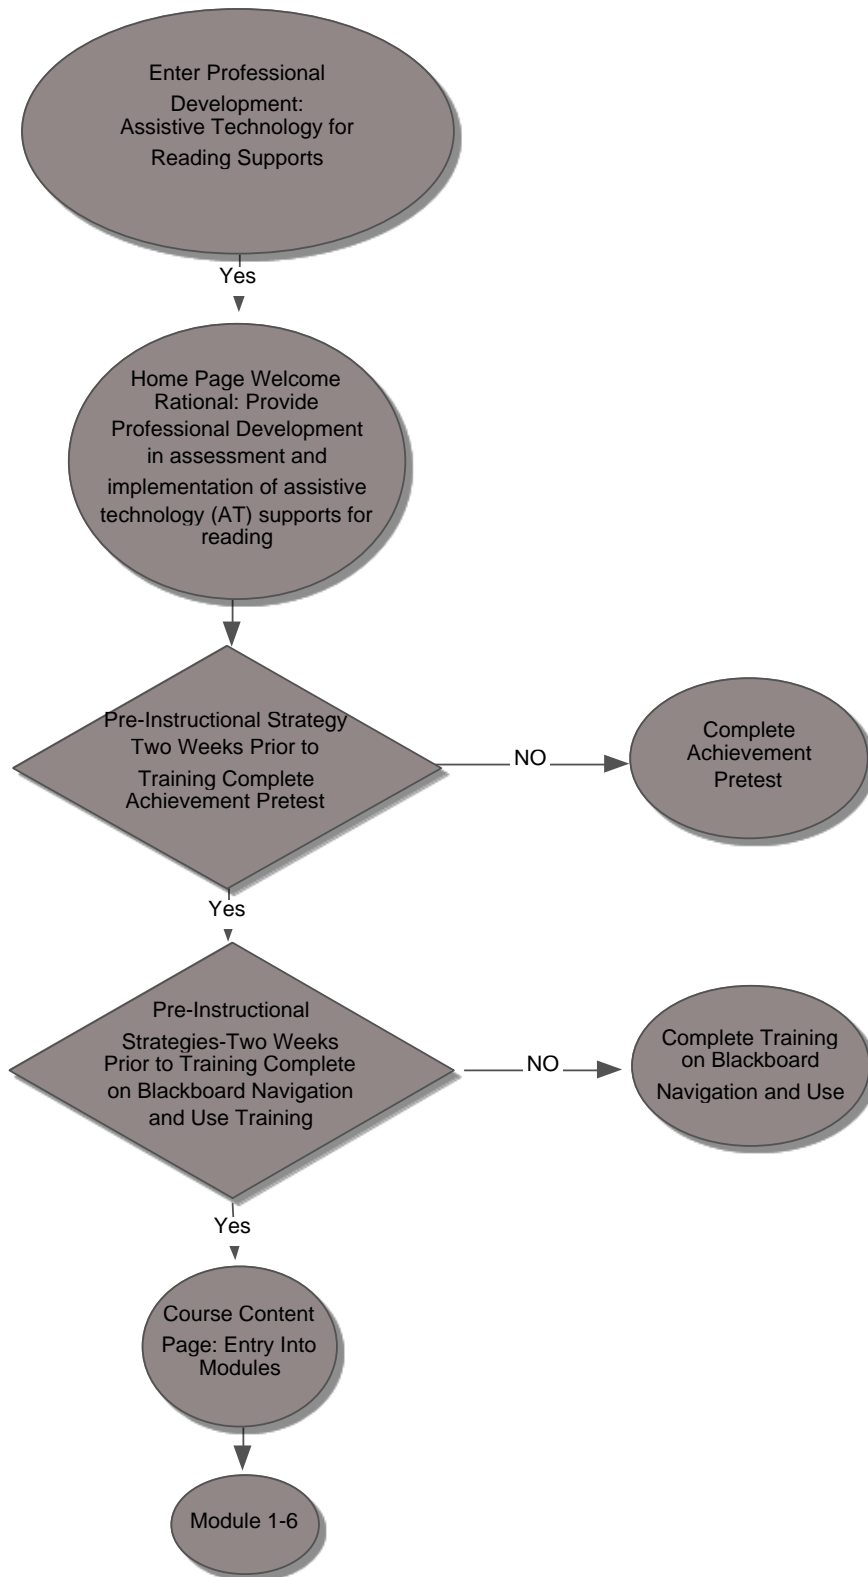 Enter Professional
Development:
Assistive Technology for
Reading Supports
Yes
Home Page Welcome
Rational: Provide
Professional Development
in assessment and
implementation of assistive
technology (AT) supports for
reading
Pre-Instructional Strategy
Two Weeks Prior to
Training Complete
Achievement Pretest
NO
Complete
Achievement
Pretest
Yes
Pre-Instructional
Strategies-Two Weeks
Prior to Training Complete
on Blackboard Navigation
and Use Training
NO
Complete Training
on Blackboard
Navigation and Use
Yes
Course Content
Page: Entry Into
Modules
Module 1-6